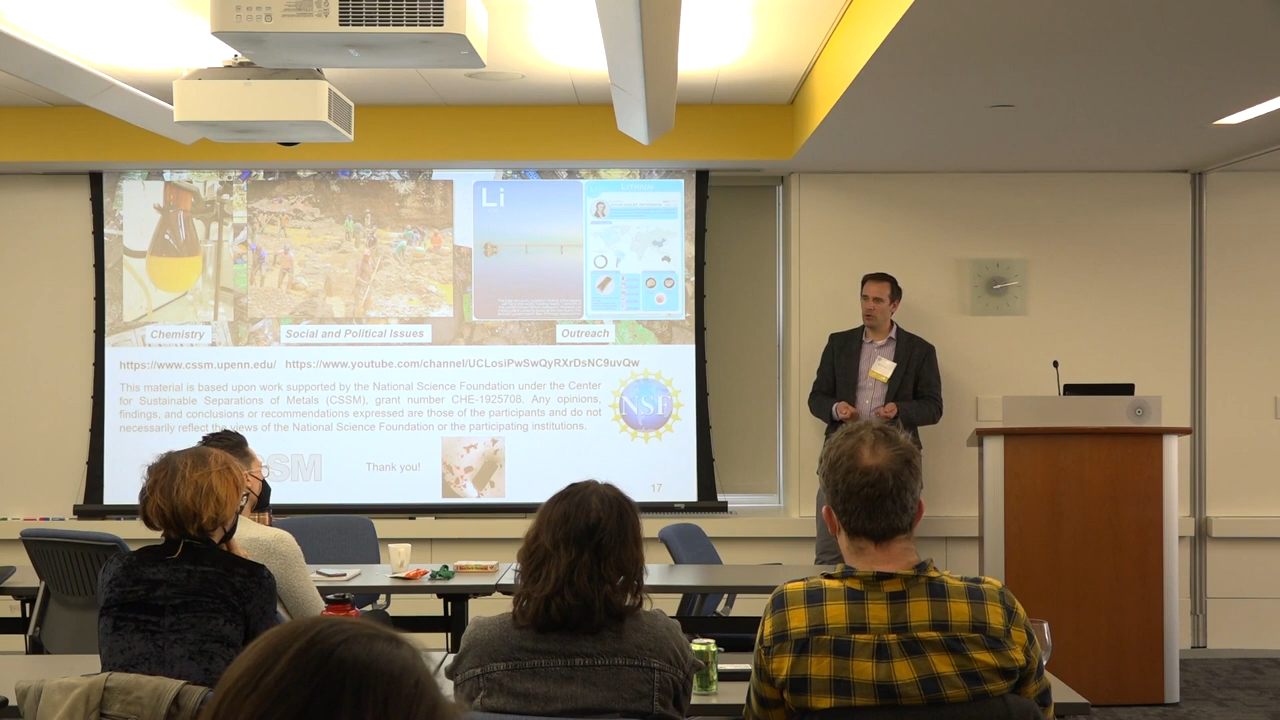 Li
LITHIUM
Chemistry
Social and Political Issues
Outreach
https://www.cssm.upenn.edu/ https://www.youtube.com/channel/UCLosiPwSwQyRXrDsNC9uvQw
This material is based upon work supported by the National Science Foundation under the Center
for Sustainable Separations of Metals (CSSM), grant number CHE-1925708. Any opinions,
findings, and conclusions or recommendations expressed are those of the participants and do not
necessarily reflect the views of the National Science Foundation or the participating institutions.
NSF
SM
Thank you!
17